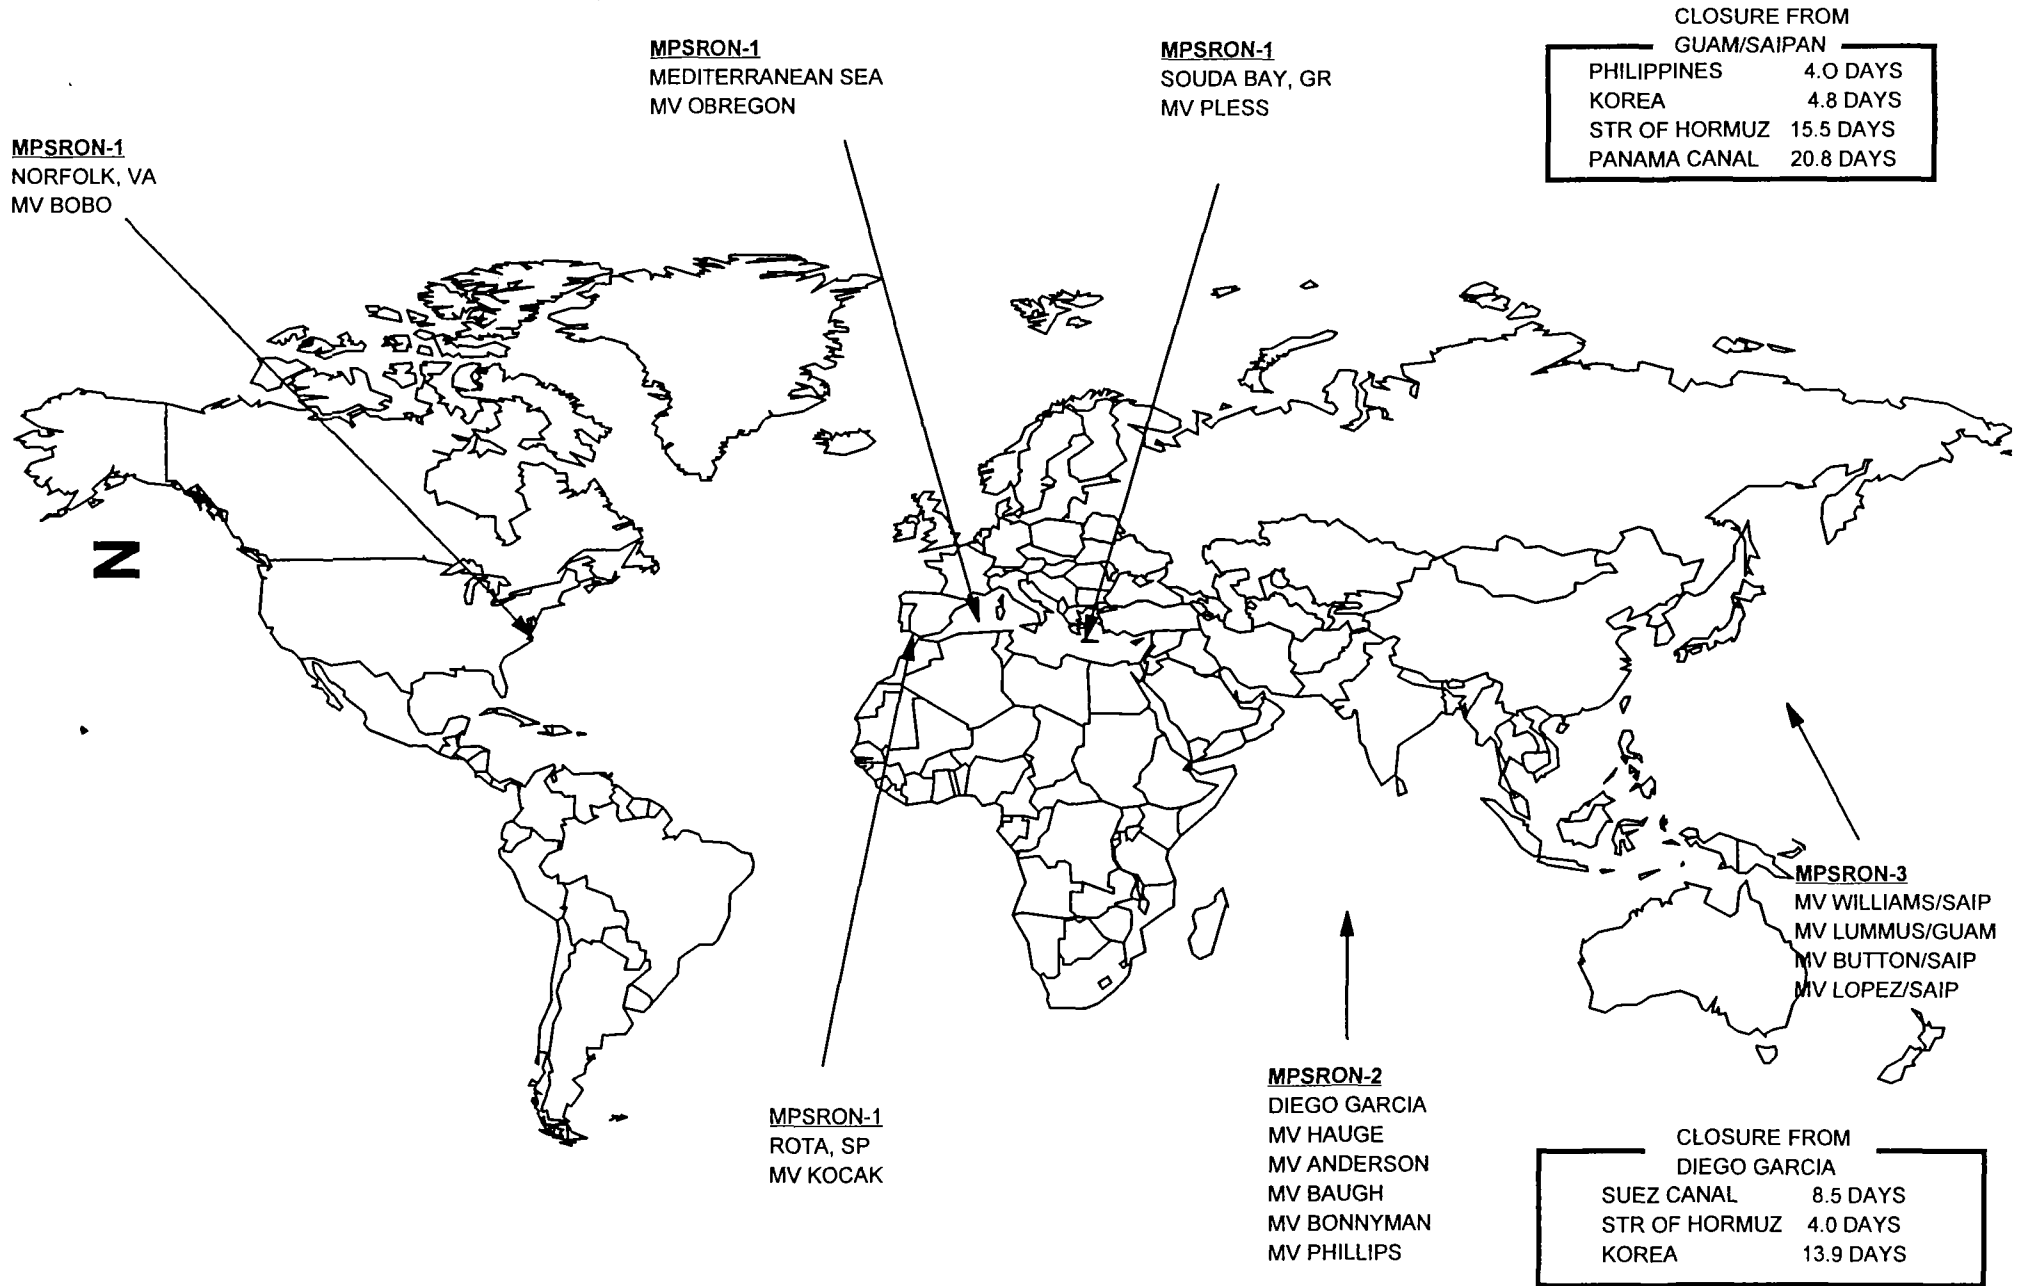 MPSRON-1
NORFOLK, VA
MV BOBO
MPSRON-1
MEDITERRANEAN SEA
MV OBREGON
MPSRON-1
SOUDA BAY, GR
MV PLESS
CLOSURE FROM
GUAM/SAIPAN
PHILIPPINES 4.O DAYS
KOREA 4.8 DAYS
STR OF HORMUZ 15.5 DAYS
PANAMA CANAL 20.8 DAYS
Z
MPSRON-3
MV WILLIAMS/SAIP
MV LUMMUS/GUAM
MV BUTTON/SAIP
MV LOPEZ/SAIP
MPSRON-1
ROTA, SP
MV KOCAK
MPSRON-2
DIEGO GARCIA
MV HAUGE
MV ANDERSON
MV BAUGH
MV BONNYMAN
MV PHILLIPS
CLOSURE FROM
DIEGO GARCIA
SUEZ CANAL 8.5 DAYS
STR OF HORMUZ 4.0 DAYS
KOREA 13.9 DAYS